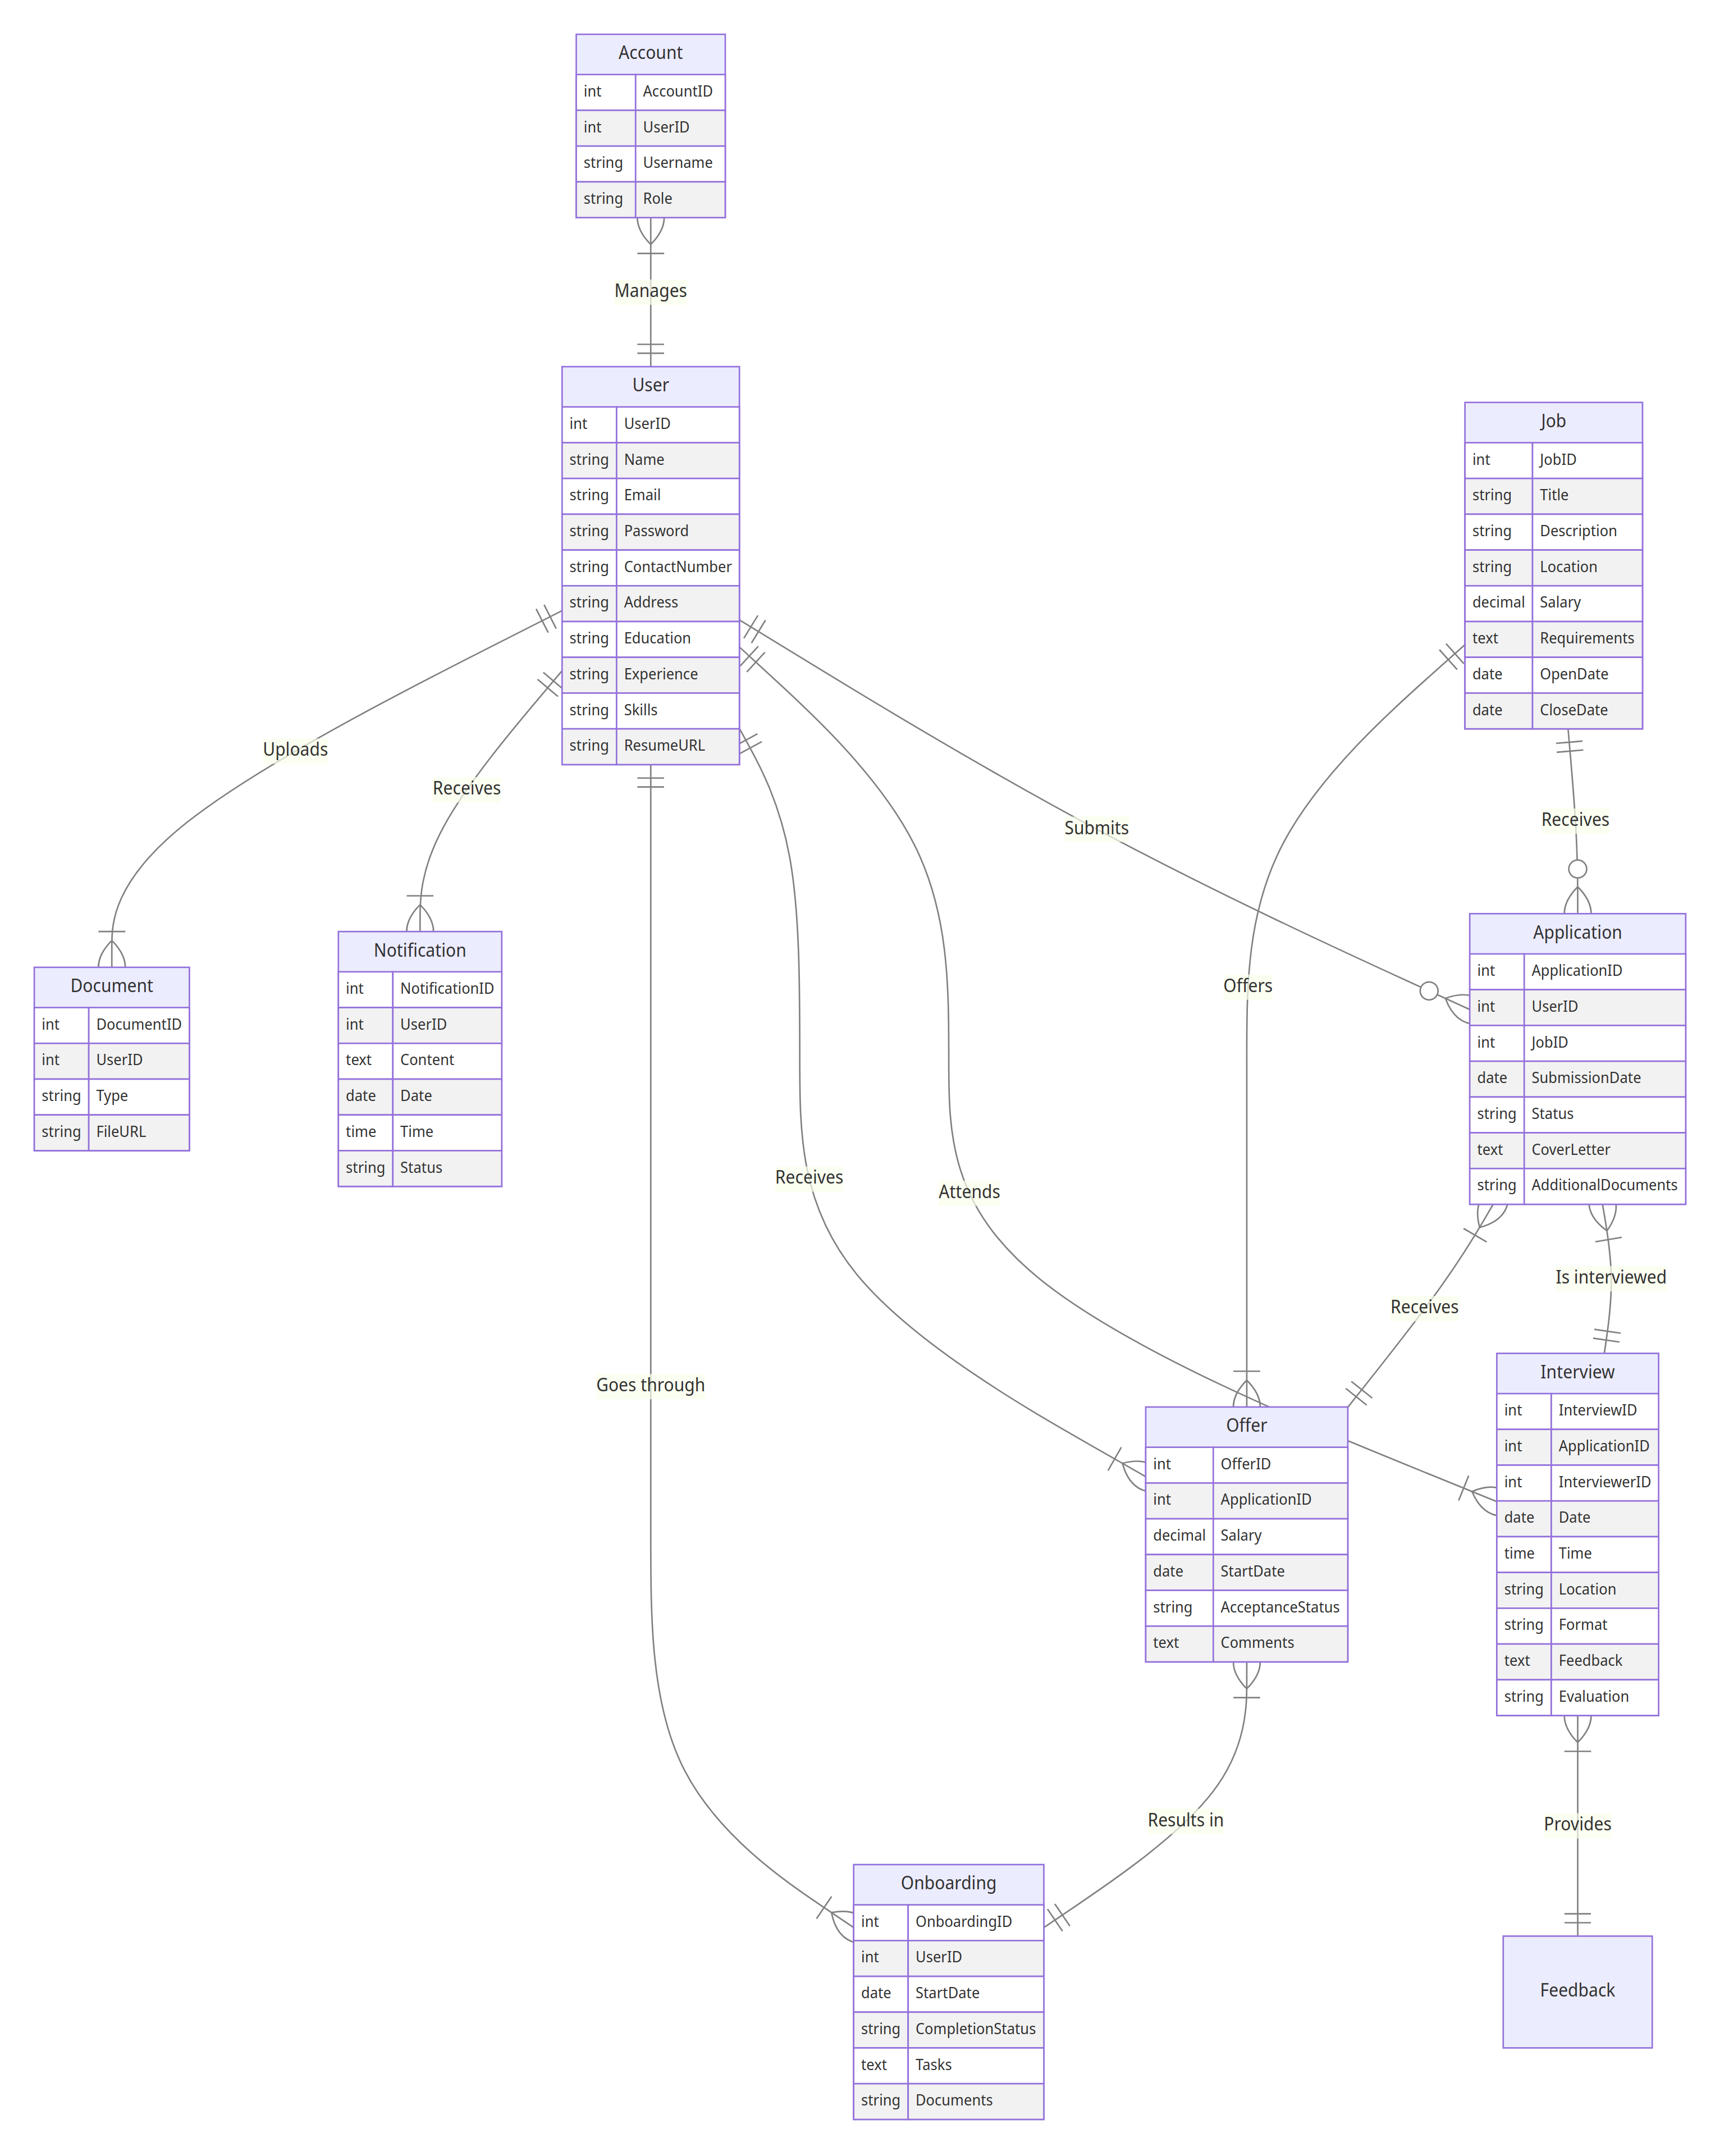 Account
int AccountID
int UserID
string Username
string Role
Manages
User
int UserID
string Name
string Email
string Password
string ContactNumber
string Address
string Education
string Experience
string Skills
string ResumeURL
Job
int JobID
string Title
string Description
string Location
decimal Salary
text Requirements
date OpenDate
date CloseDate
Uploads
Receives
Submits
Receives
Document
int DocumentID
int UserID
string Type
string FileURL
Notification
int NotificationID
int UserID
text Content
date Date
time Time
string Status
Offers
Application
int ApplicationID
int UserID
int JobID
date SubmissionDate
string Status
text CoverLetter
string AdditionalDocuments
Receives
Attends
Is interviewed
Receives
Goes through
Offer
int OfferID
int ApplicationID
decimal Salary
date StartDate
string AcceptanceStatus
text Comments
Interview
int InterviewID
int ApplicationID
int InterviewerID
date Date
time Time
string Location
string Format
text Feedback
string Evaluation
Results in
Provides
Onboarding
int OnboardingID
int UserID
date StartDate
string CompletionStatus
text Tasks
string Documents
Feedback